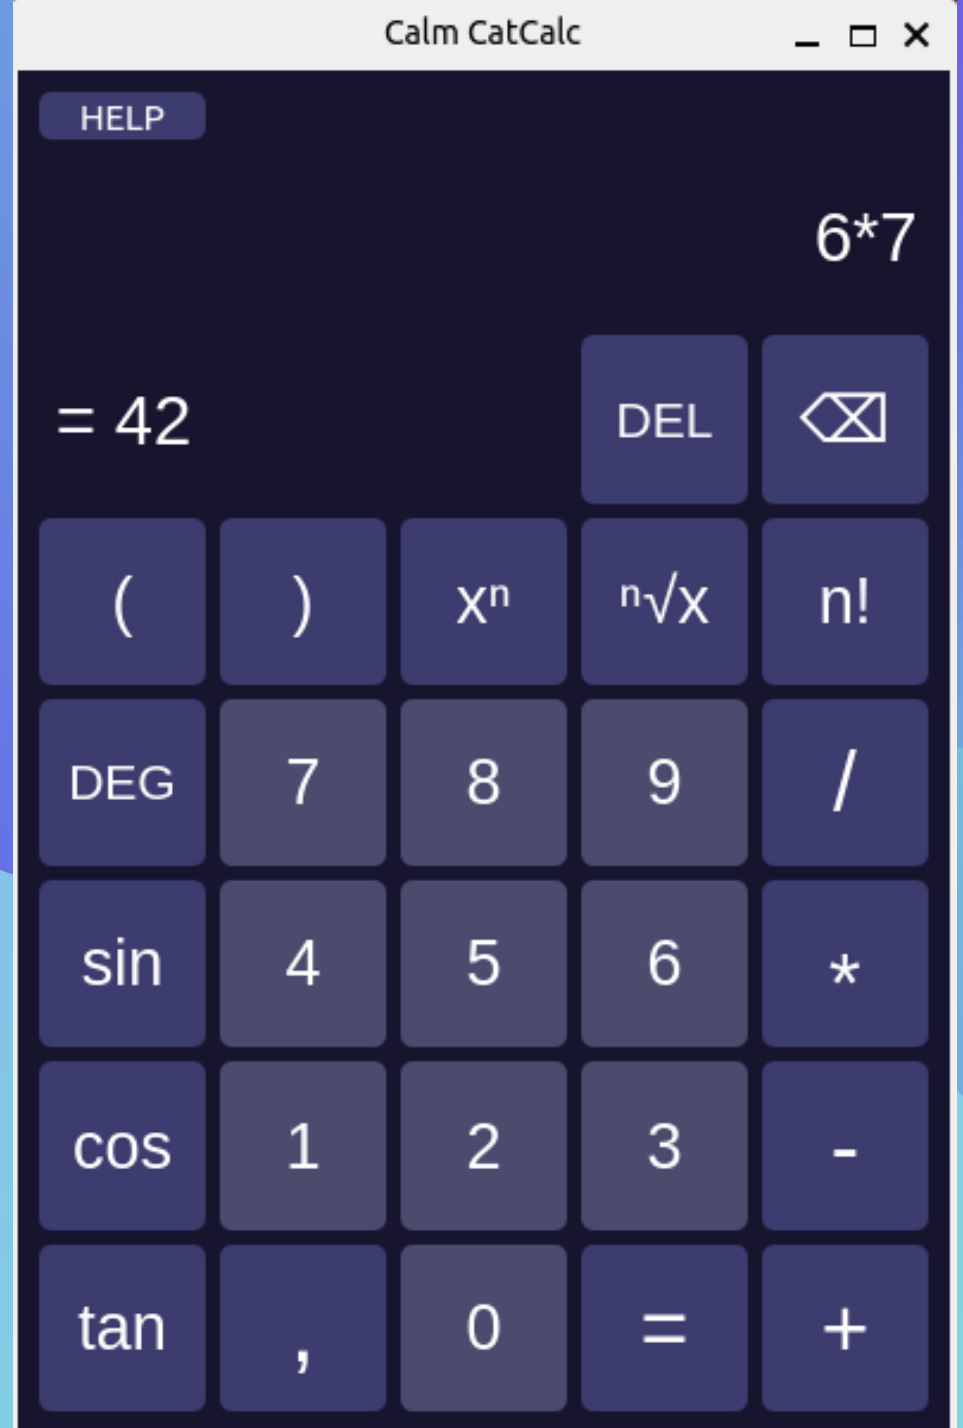 Calm CatCalc
HELP
6*7
= 42 DEL ⌫
( ) xⁿ ⁿ√x n!
DEG 7 8 9 /
sin 4 5 6 *
cos 1 2 3 -
tan , 0 = +